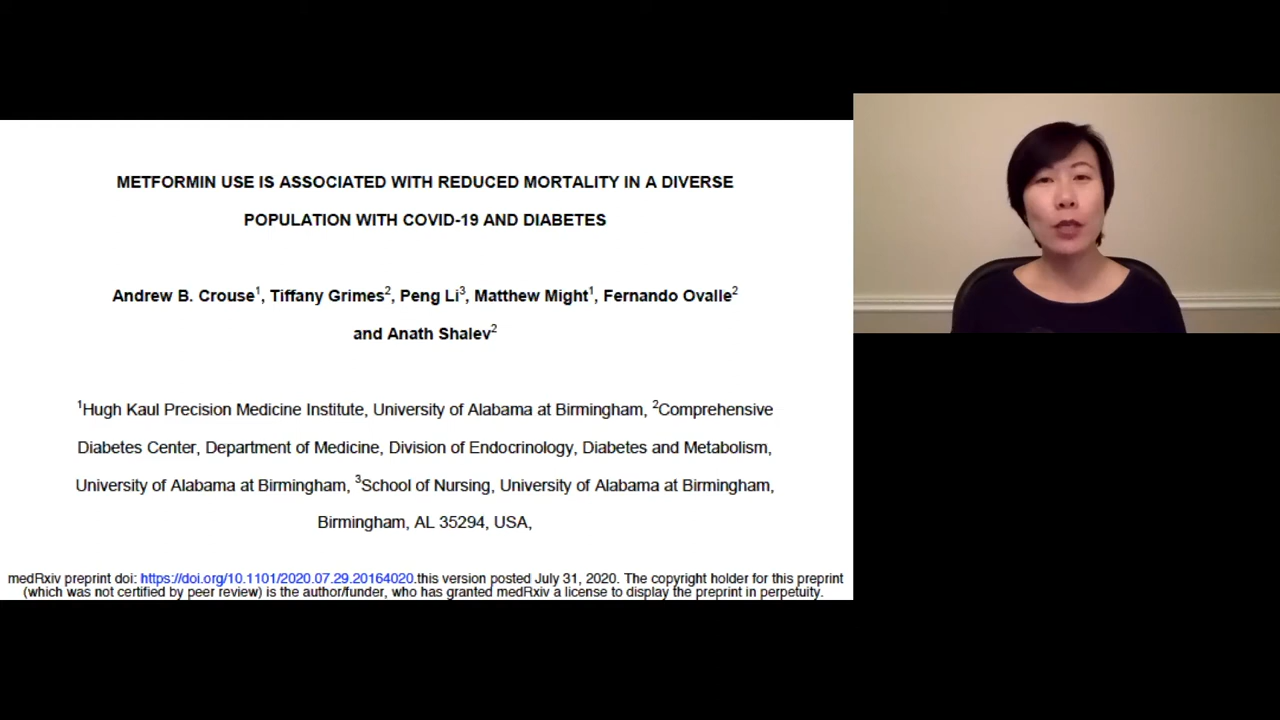 METFORMIN USE IS ASSOCIATED WITH REDUCED MORTALITY IN A DIVERSE
POPULATION WITH COVID-19 AND DIABETES
Andrew B. Crouse1, Tiffany Grimes2, Peng Li3, Matthew Might1, Fernando Ovalle2
and Anath Shalev2
1Hugh Kaul Precision Medicine Institute, University of Alabama at Birmingham, 2Comprehensive
Diabetes Center, Department of Medicine, Division of Endocrinology, Diabetes and Metabolism,
University of Alabama at Birmingham, 3School of Nursing, University of Alabama at Birmingham,
Birmingham, AL 35294, USA,
medRxiv preprint doi: https://doi.org/10.1101/2020.07.29.20164020.this version posted July 31, 2020. The copyright holder for this preprint
(which was not certified by peer review) is the author/funder, who has granted medRxiv a license to display the preprint in perpetuity.